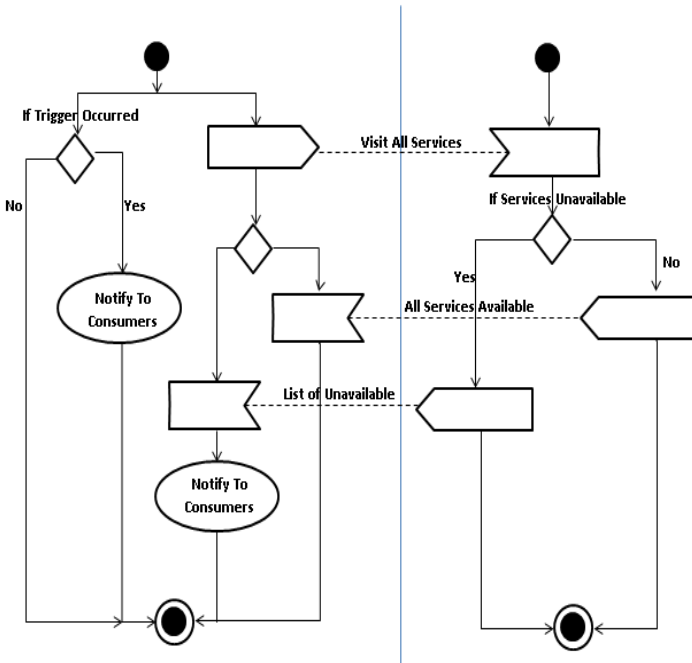 If Trigger Occurred
Visit All Services
No
Yes
If Services Unavailable
Yes
No
Notify To
Consumers
All Services Available
List of Unavailable
Notify To
Consumers